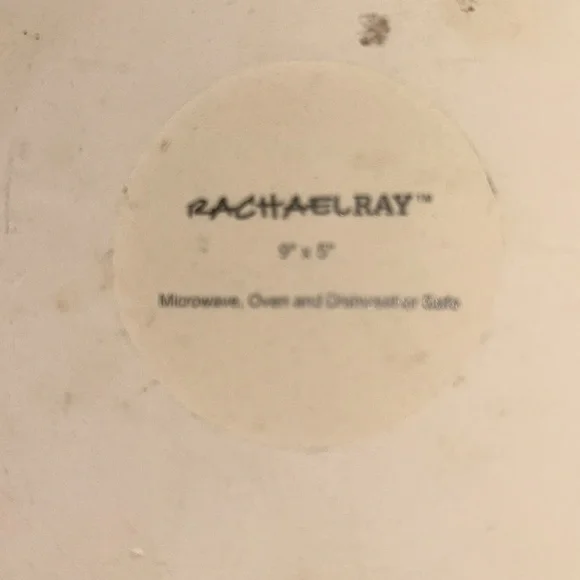 RACHAELRAY™
9" x 5"
Microwave, Oven and Dishwasher Safe